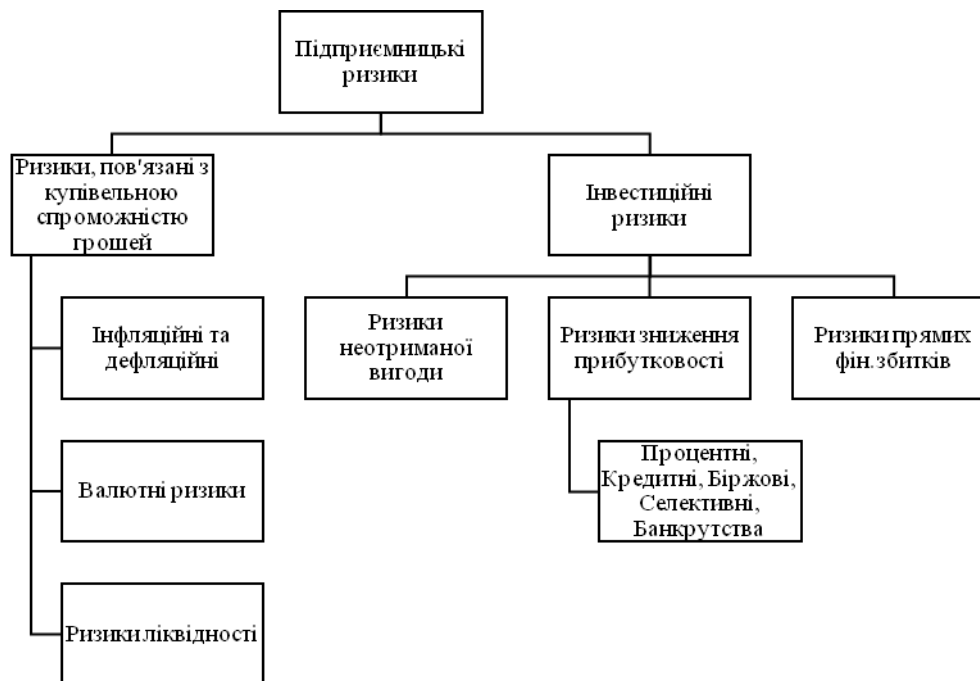 Підприємницькі
ризики
Ризики, пов'язані з
купівельною
спроможністю
грошей
Інвестиційні
ризики
Інфляційні та
дефляційні
Ризики
неотриманої
вигоди
Ризики зниження
прибутковості
Ризики прямих
фін. збитків
Валютні ризики
Процентні,
Кредитні, Біржові,
Селективні,
Банкрутства
Ризики ліквідності